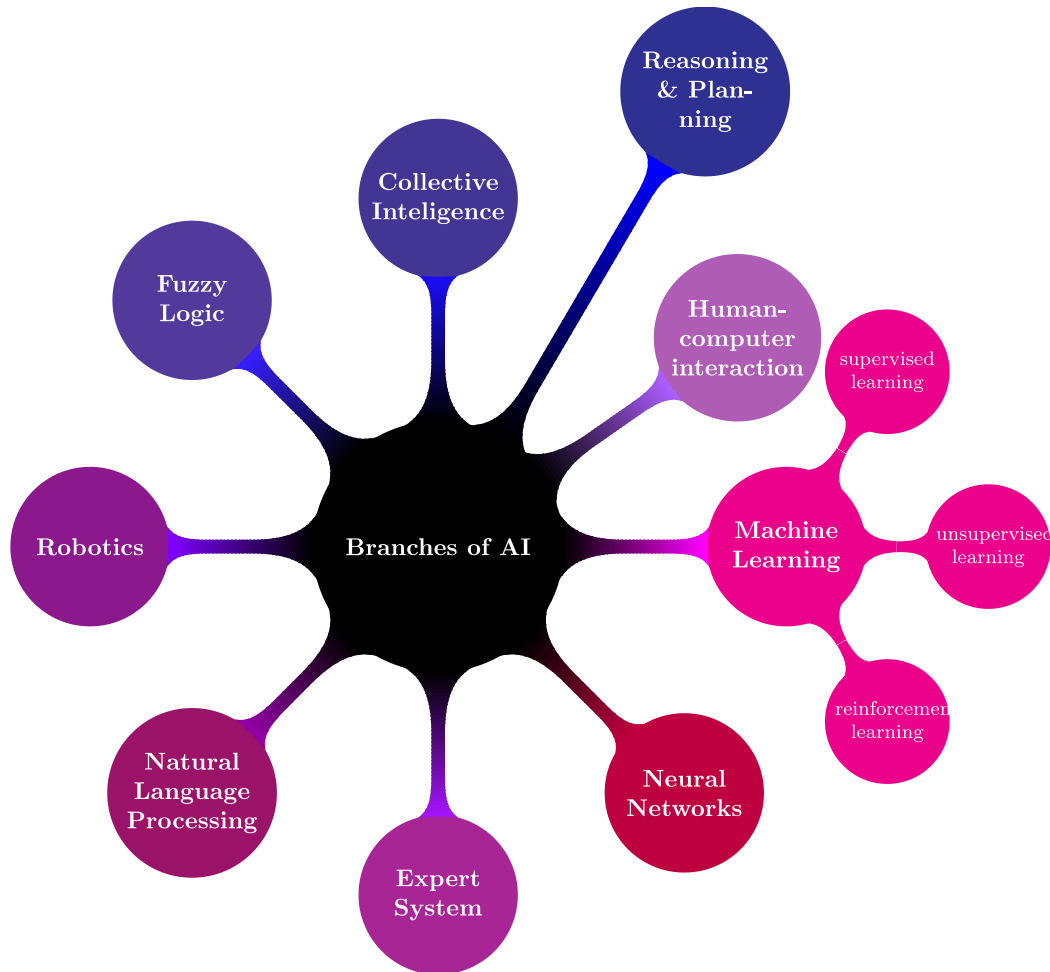 Reasoning
& Plan-
ning
Collective
Inteligence
Fuzzy
Logic
Human-
computer
interaction
supervised
learning
Robotics
Branches of AI
Machine
Learning
unsupervised
learning
reinforcement
learning
Natural
Language
Processing
Neural
Networks
Expert
System